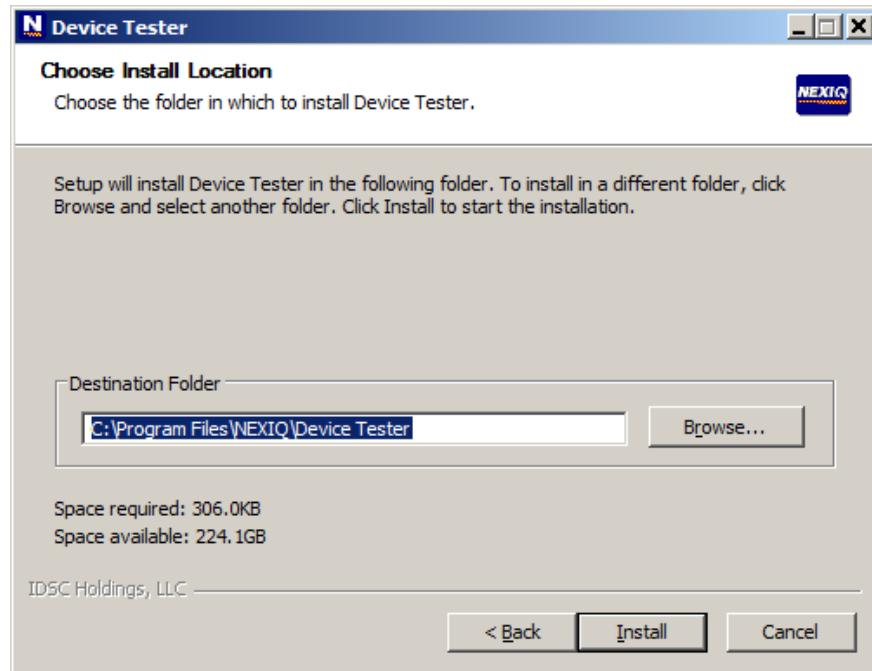 N Device Tester
Choose Install Location
Choose the folder in which to install Device Tester.
NEXIQ
Setup will install Device Tester in the following folder. To install in a different folder, click
Browse and select another folder. Click Install to start the installation.
Destination Folder
C:\Program Files\NEXIQ\Device Tester
Browse...
Space required: 306.0KB
Space available: 224.1GB
IDSC Holdings, LLC
< Back
Install
Cancel